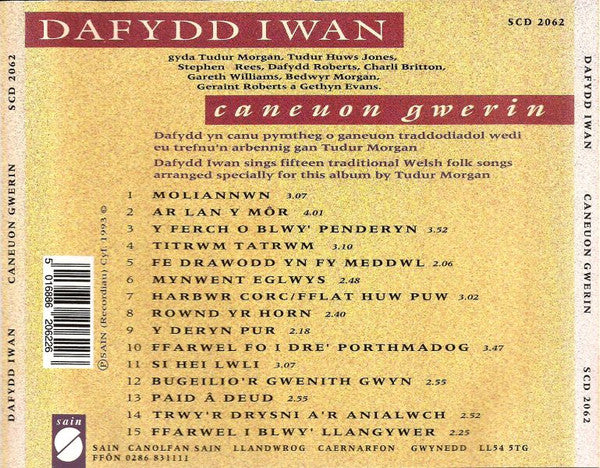 DAFYDD IWAN
SCD 2062
gyda Tudur Morgan, Tudur Huws Jones,
Stephen Rees, Dafydd Roberts, Charli Britton,
Gareth Williams, Bedwyr Morgan,
Geraint Roberts a Gethyn Evans.
caneuon gwerin
Dafydd yn canu pymtheg o ganeuon traddodiadol wedi
eu trefnu'n arbennig gan Tudur Morgan
Dafydd Iwan sings fifteen traditional Welsh folk songs
arranged specially for this album by Tudur Morgan
1 MOLIANNWN 3.07
2 AR LAN Y MÔR 4.01
3 Y FERCH O BLWY' PENDERYN 3.52
4 TITRWM TATRWM 3.10
5 FE DRAWODD YN FY MEDDWL 2.06
6 MYNWENT EGLWYS 2.48
7 HARBWR CORC/FFLAT HUW PUW 3.02
8 ROWND YR HORN 2.40
9 Y DERYN PUR 2.18
10 FFARWEL FO I DRE' PORTHMADOG 3.47
11 SI HEI LWLI 3.07
12 BUGEILIO'R GWENITH GWYN 2.55
13 PAID Â DEUD 2.55
14 TRWY'R DRYSNI A'R ANIALWCH 2.53
15 FFARWEL I BLWY' LLANGYWER 2.25
SAIN CANOLFAN SAIN LLANDWROG CAERNARFON GWYNEDD LL54 5TG
FFÔN 0286 831111
sain
5 016886 206226
Ⓟ SAIN (Recordiau) Cyf. 1993 ©
DAFYDD IWAN CANEUON GWERIN SCD 2062
DAFYDD IWAN CANEUON GWERIN SCD 2062